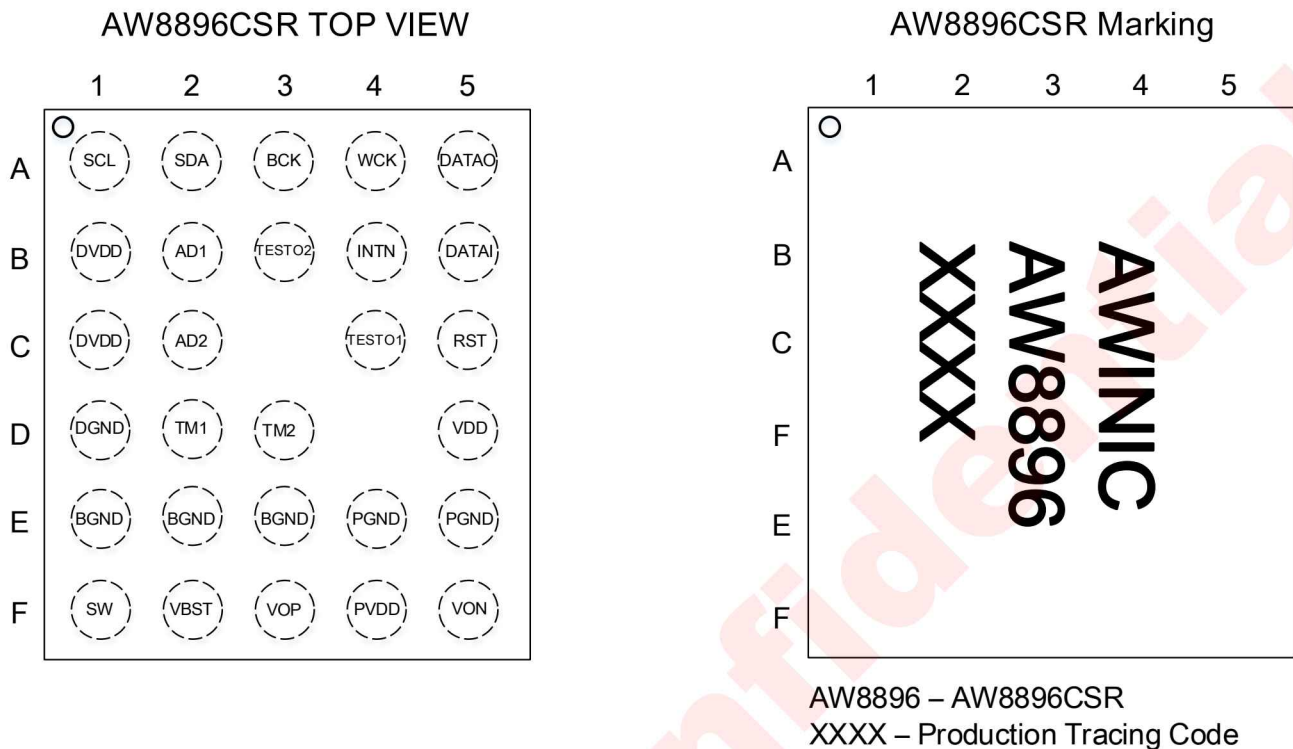 AW8896CSR TOP VIEW
1 2 3 4 5
A SCL SDA BCK WCK DATAO
B DVDD AD1 TESTO2 INTN DATAI
C DVDD AD2 TESTO1 RST
D DGND TM1 TM2 VDD
E BGND BGND BGND PGND PGND
F SW VBST VOP PVDD VON
AW8896CSR Marking
1 2 3 4 5
A
B
C
F
E
F
AWINIC
AW8896
XXXX
AW8896 – AW8896CSR
XXXX – Production Tracing Code
nfidential